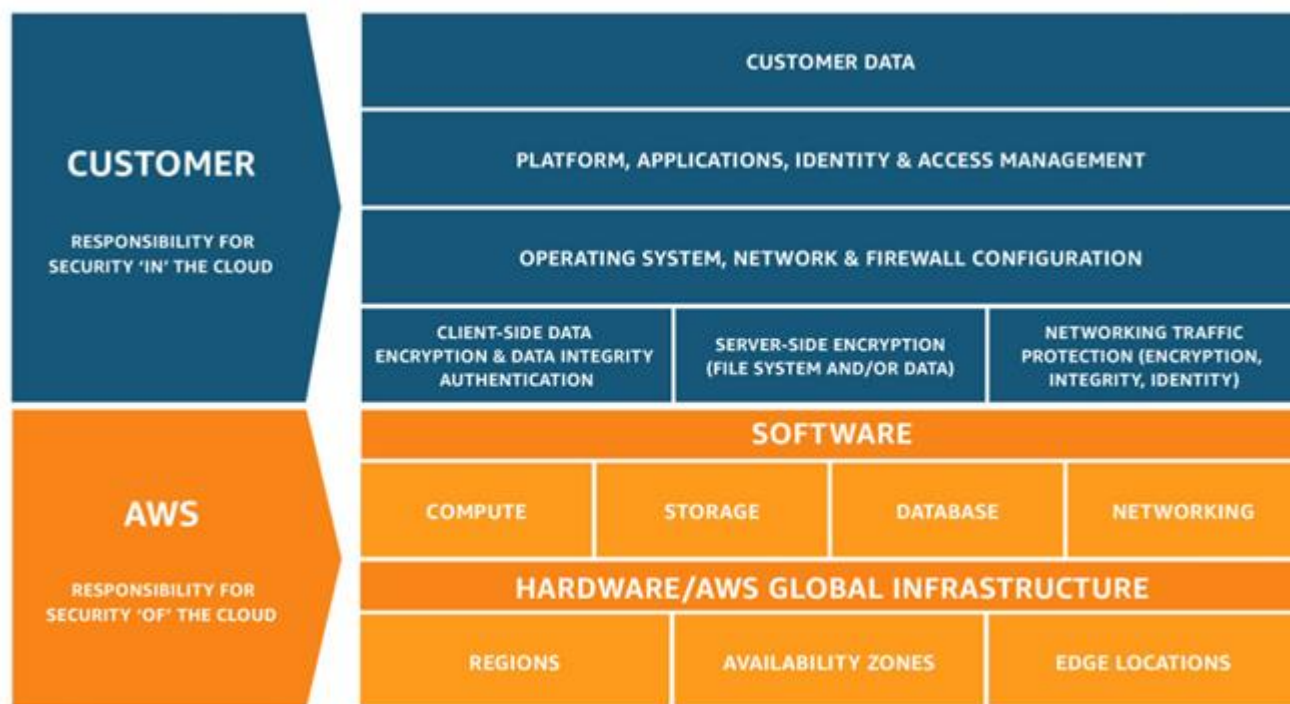 CUSTOMER
RESPONSIBILITY FOR
SECURITY ‘IN’ THE CLOUD
CUSTOMER DATA
PLATFORM, APPLICATIONS, IDENTITY & ACCESS MANAGEMENT
OPERATING SYSTEM, NETWORK & FIREWALL CONFIGURATION
CLIENT-SIDE DATA
ENCRYPTION & DATA INTEGRITY
AUTHENTICATION
SERVER-SIDE ENCRYPTION
(FILE SYSTEM AND/OR DATA)
NETWORKING TRAFFIC
PROTECTION (ENCRYPTION,
INTEGRITY, IDENTITY)
AWS
RESPONSIBILITY FOR
SECURITY ‘OF’ THE CLOUD
SOFTWARE
COMPUTE
STORAGE
DATABASE
NETWORKING
HARDWARE/AWS GLOBAL INFRASTRUCTURE
REGIONS
AVAILABILITY ZONES
EDGE LOCATIONS